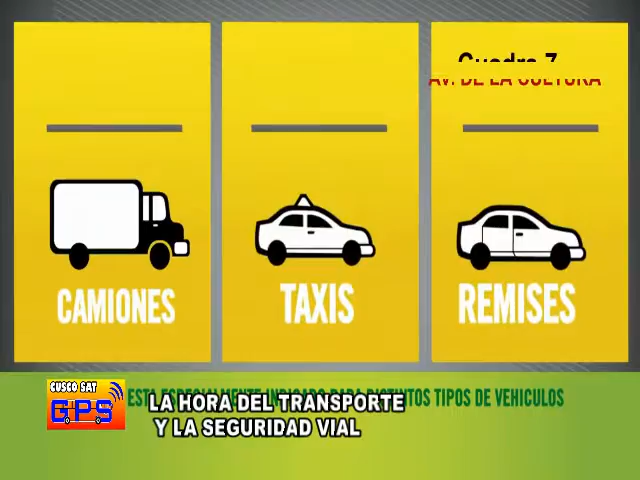 Cuadra 7
AV. DE LA CULTURA
CAMIONES
TAXIS
REMISES
CUSCO SAT
GPS
ESTA ESPECIALMENTE INDICADO PARA DISTINTOS TIPOS DE VEHICULOS
LA HORA DEL TRANSPORTE
Y LA SEGURIDAD VIAL